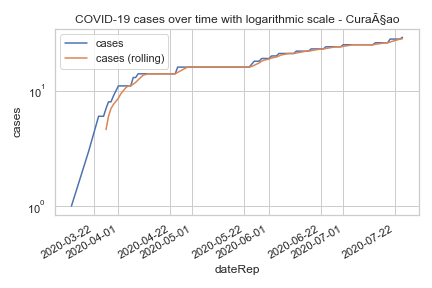 COVID-19 cases over time with logarithmic scale - CuraÃ§ao
cases
cases (rolling)
10¹
10⁰
cases
2020-03-22
2020-04-01
2020-04-22
2020-05-01
2020-05-22
2020-06-01
2020-06-22
2020-07-01
2020-07-22
dateRep